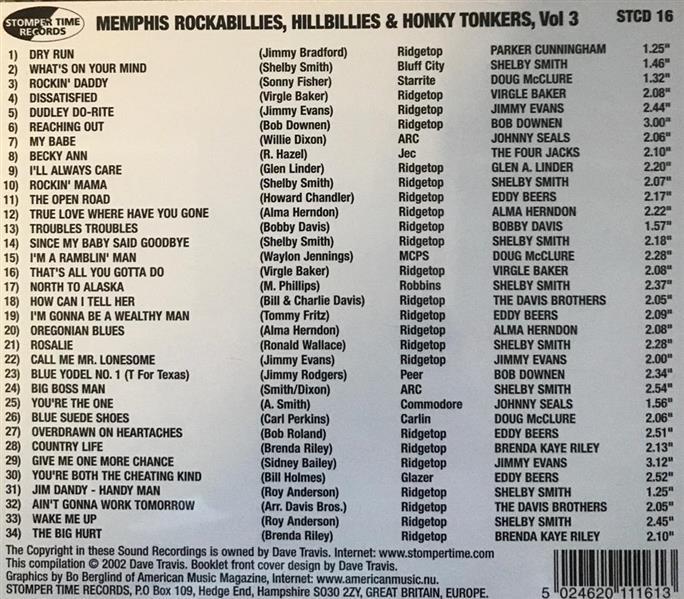 STOMPER TIME
RECORDS
MEMPHIS ROCKABILLIES, HILLBILLIES & HONKY TONKERS, Vol 3 STCD 16
1) DRY RUN (Jimmy Bradford) Ridgetop PARKER CUNNINGHAM 1.25"
2) WHAT'S ON YOUR MIND (Shelby Smith) Bluff City SHELBY SMITH 1.46"
3) ROCKIN' DADDY (Sonny Fisher) Starrite DOUG McCLURE 1.32"
4) DISSATISFIED (Virgle Baker) Ridgetop VIRGLE BAKER 2.08"
5) DUDLEY DO-RITE (Jimmy Evans) Ridgetop JIMMY EVANS 2.44"
6) REACHING OUT (Bob Downen) Ridgetop BOB DOWNEN 3.00"
7) MY BABE (Willie Dixon) ARC JOHNNY SEALS 2.06"
8) BECKY ANN (R. Hazel) Jec THE FOUR JACKS 2.10"
9) I'LL ALWAYS CARE (Glen Linder) Ridgetop GLEN A. LINDER 2.20"
10) ROCKIN' MAMA (Shelby Smith) Ridgetop SHELBY SMITH 2.07"
11) THE OPEN ROAD (Howard Chandler) Ridgetop EDDY BEERS 2.17"
12) TRUE LOVE WHERE HAVE YOU GONE (Alma Herndon) Ridgetop ALMA HERNDON 2.22"
13) TROUBLES TROUBLES (Bobby Davis) Ridgetop BOBBY DAVIS 1.57"
14) SINCE MY BABY SAID GOODBYE (Shelby Smith) Ridgetop SHELBY SMITH 2.18"
15) I'M A RAMBLIN' MAN (Waylon Jennings) MCPS DOUG McCLURE 2.28"
16) THAT'S ALL YOU GOTTA DO (Virgle Baker) Ridgetop VIRGLE BAKER 2.08"
17) NORTH TO ALASKA (M. Phillips) Robbins SHELBY SMITH 2.37"
18) HOW CAN I TELL HER (Bill & Charlie Davis) Ridgetop THE DAVIS BROTHERS 2.05"
19) I'M GONNA BE A WEALTHY MAN (Tommy Fritz) Ridgetop EDDY BEERS 2.09"
20) OREGONIAN BLUES (Alma Herndon) Ridgetop ALMA HERNDON 2.08"
21) ROSALIE (Ronald Wallace) Ridgetop SHELBY SMITH 2.28"
22) CALL ME MR. LONESOME (Jimmy Evans) Ridgetop JIMMY EVANS 2.00"
23) BLUE YODEL NO. 1 (T For Texas) (Jimmy Rodgers) Peer BOB DOWNEN 2.34"
24) BIG BOSS MAN (Smith/Dixon) ARC SHELBY SMITH 2.54"
25) YOU'RE THE ONE (A. Smith) Commodore JOHNNY SEALS 1.56"
26) BLUE SUEDE SHOES (Carl Perkins) Carlin DOUG McCLURE 2.06"
27) OVERDRAWN ON HEARTACHES (Bob Roland) Ridgetop EDDY BEERS 2.51"
28) COUNTRY LIFE (Brenda Riley) Ridgetop BRENDA KAYE RILEY 2.13"
29) GIVE ME ONE MORE CHANCE (Sidney Bailey) Ridgetop JIMMY EVANS 3.12"
30) YOU'RE BOTH THE CHEATING KIND (Bill Holmes) Glazer EDDY BEERS 2.52"
31) JIM DANDY - HANDY MAN (Roy Anderson) Ridgetop SHELBY SMITH 1.25"
32) AIN'T GONNA WORK TOMORROW (Arr. Davis Bros.) Ridgetop THE DAVIS BROTHERS 2.05"
33) WAKE ME UP (Roy Anderson) Ridgetop SHELBY SMITH 2.45"
34) THE BIG HURT (Brenda Riley) Ridgetop BRENDA KAYE RILEY 2.10"
The Copyright in these Sound Recordings is owned by Dave Travis. Internet: www.stompertime.com
This compilation © 2002 Dave Travis. Booklet front cover design by Dave Travis.
Graphics by Bo Berglind of American Music Magazine, Internet: www.americanmusic.nu.
STOMPER TIME RECORDS, P.O Box 109, Hedge End, Hampshire SO30 2ZY, GREAT BRITAIN, EUROPE.
5 024620 111613